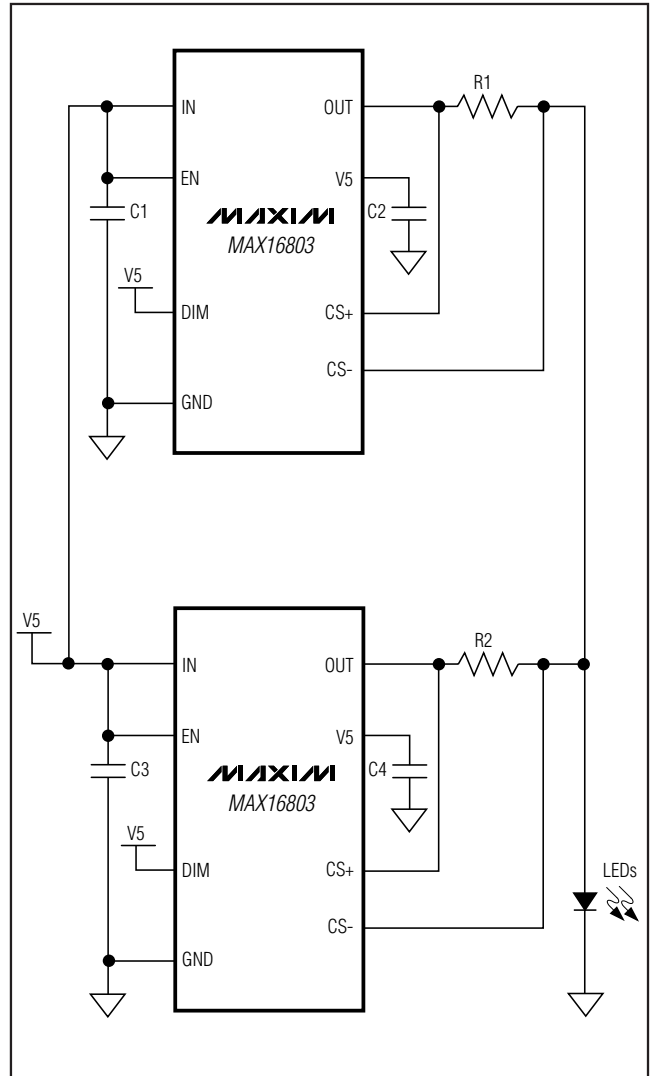 R1
IN
OUT
EN
V5
C1
C2
MAXIM
MAX16803
V5
DIM
CS+
CS-
GND
V5
R2
IN
OUT
EN
V5
C3
C4
MAXIM
MAX16803
V5
DIM
CS+
LEDs
CS-
GND